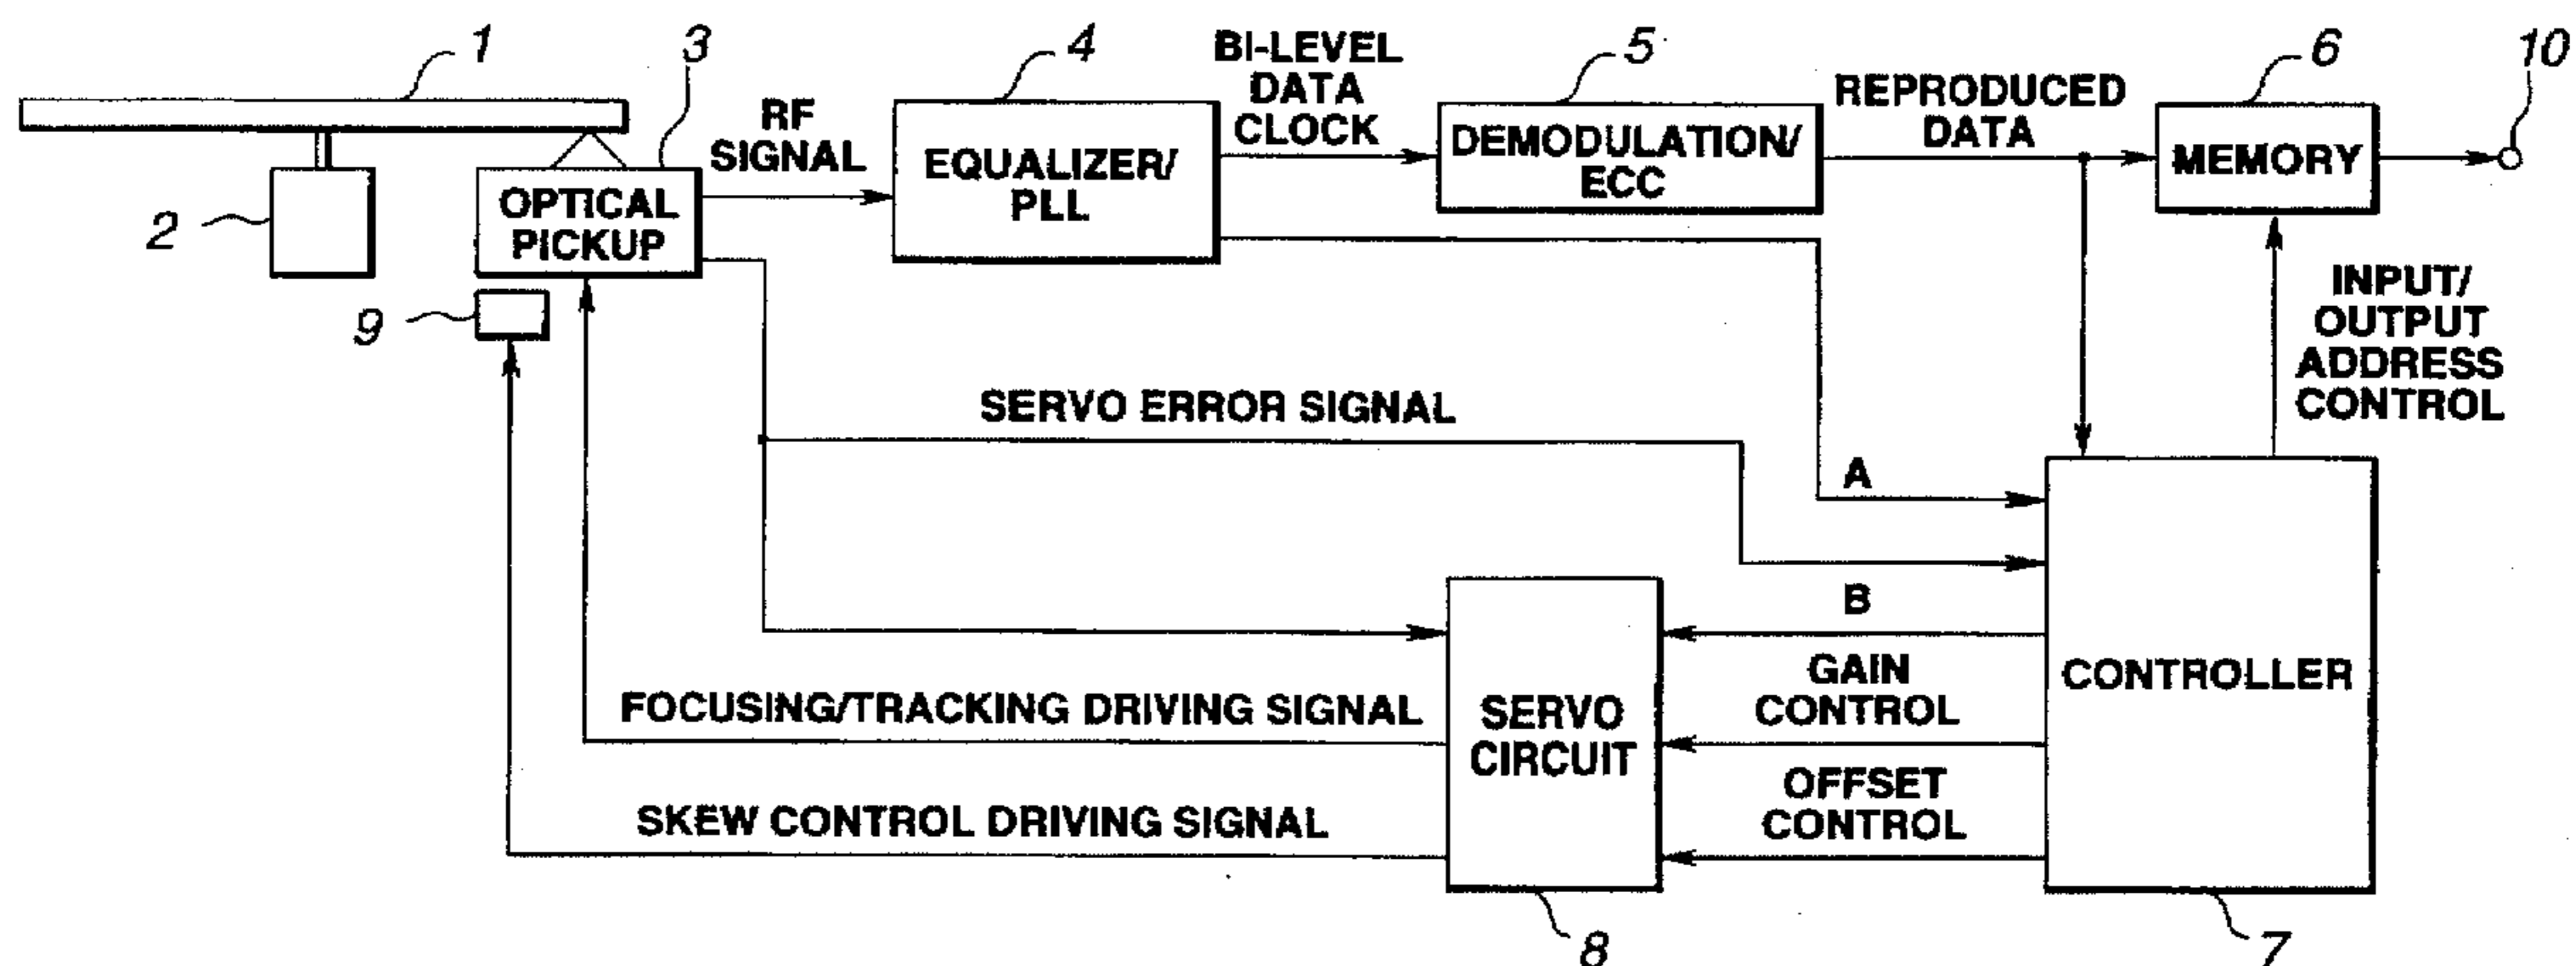 1
3
4
BI-LEVEL
DATA
CLOCK
5
REPRODUCED
DATA
6
10
RF
SIGNAL
2
OPTICAL
PICKUP
EQUALIZER/
PLL
DEMODULATION/
ECC
MEMORY
9
INPUT/
OUTPUT
ADDRESS
CONTROL
SERVO ERROR SIGNAL
A
B
GAIN
CONTROL
CONTROLLER
FOCUSING/TRACKING DRIVING SIGNAL
SERVO
CIRCUIT
OFFSET
CONTROL
SKEW CONTROL DRIVING SIGNAL
8
7